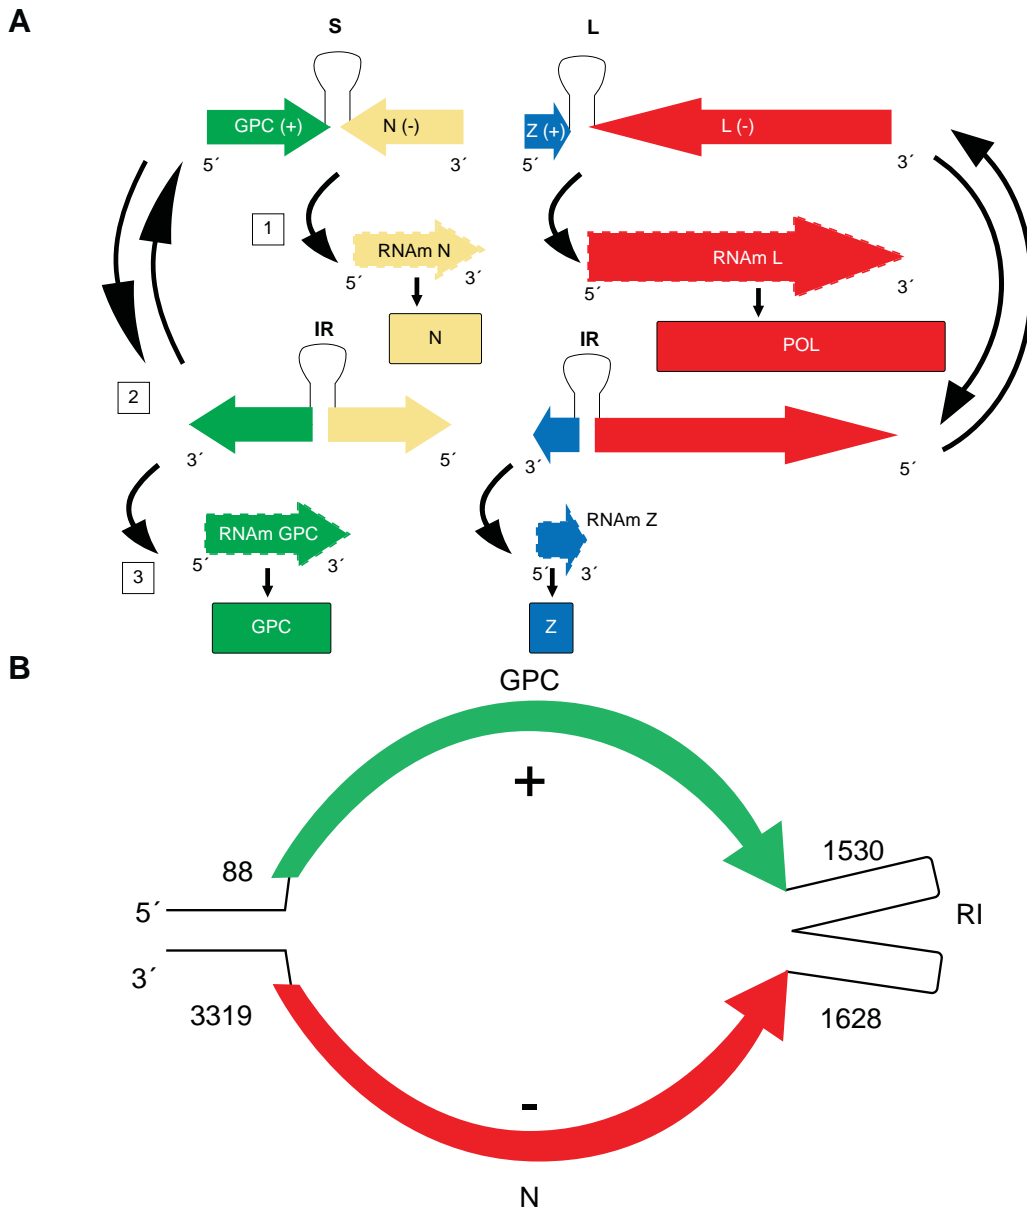 A
S
L
GPC (+)
N (-)
Z (+)
L (-)
5´
3´
5´
3´
1
RNAm N
RNAm L
5´
3´
5´
3´
N
POL
IR
IR
2
3´
5´
3´
5´
RNAm GPC
RNAm Z
5´
3´
5´
3´
3
GPC
Z
B
GPC
+
88
1530
5´
RI
3´
3319
1628
-
N